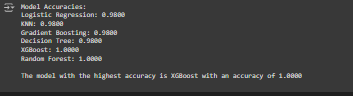 Model Accuracies:
Logistic Regression: 0.9800
KNN: 0.9800
Gradient Boosting: 0.9800
Decision Tree: 0.9800
XGBoost: 1.0000
Random Forest: 1.0000
The model with the highest accuracy is XGBoost with an accuracy of 1.0000